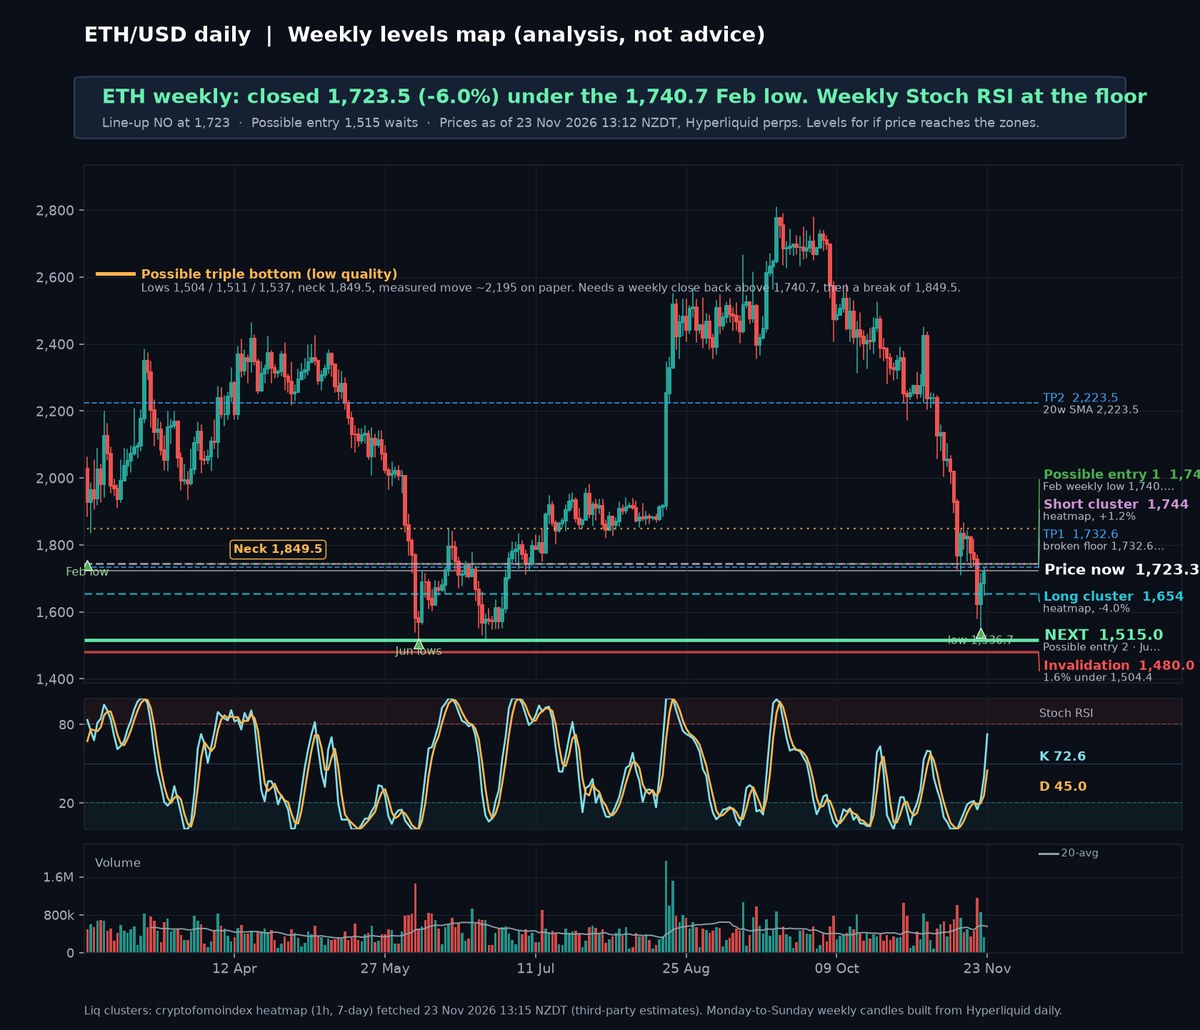 ETH/USD daily | Weekly levels map (analysis, not advice)
ETH weekly: closed 1,723.5 (-6.0%) under the 1,740.7 Feb low. Weekly Stoch RSI at the floor
Line-up NO at 1,723 · Possible entry 1,515 waits · Prices as of 23 Nov 2026 13:12 NZDT, Hyperliquid perps. Levels for if price reaches the zones.
2,800
2,600
2,400
2,200
2,000
1,800
1,600
1,400
Possible triple bottom (low quality)
Lows 1,504 / 1,511 / 1,537, neck 1,849.5, measured move ~2,195 on paper. Needs a weekly close back above 1,740.7, then a break of 1,849.5.
Neck 1,849.5
Feb low
Jun lows
low 1,536.7
TP2 2,223.5
20w SMA 2,223.5
Possible entry 1 1,74
Feb weekly low 1,740....
Short cluster 1,744
heatmap, +1.2%
TP1 1,732.6
broken floor 1,732.6...
Price now 1,723.3
Long cluster 1,654
heatmap, -4.0%
NEXT 1,515.0
Possible entry 2 · Ju...
Invalidation 1,480.0
1.6% under 1,504.4
80
20
Stoch RSI
K 72.6
D 45.0
Volume
20-avg
1.6M
800k
0
12 Apr
27 May
11 Jul
25 Aug
09 Oct
23 Nov
Liq clusters: cryptofomoindex heatmap (1h, 7-day) fetched 23 Nov 2026 13:15 NZDT (third-party estimates). Monday-to-Sunday weekly candles built from Hyperliquid daily.